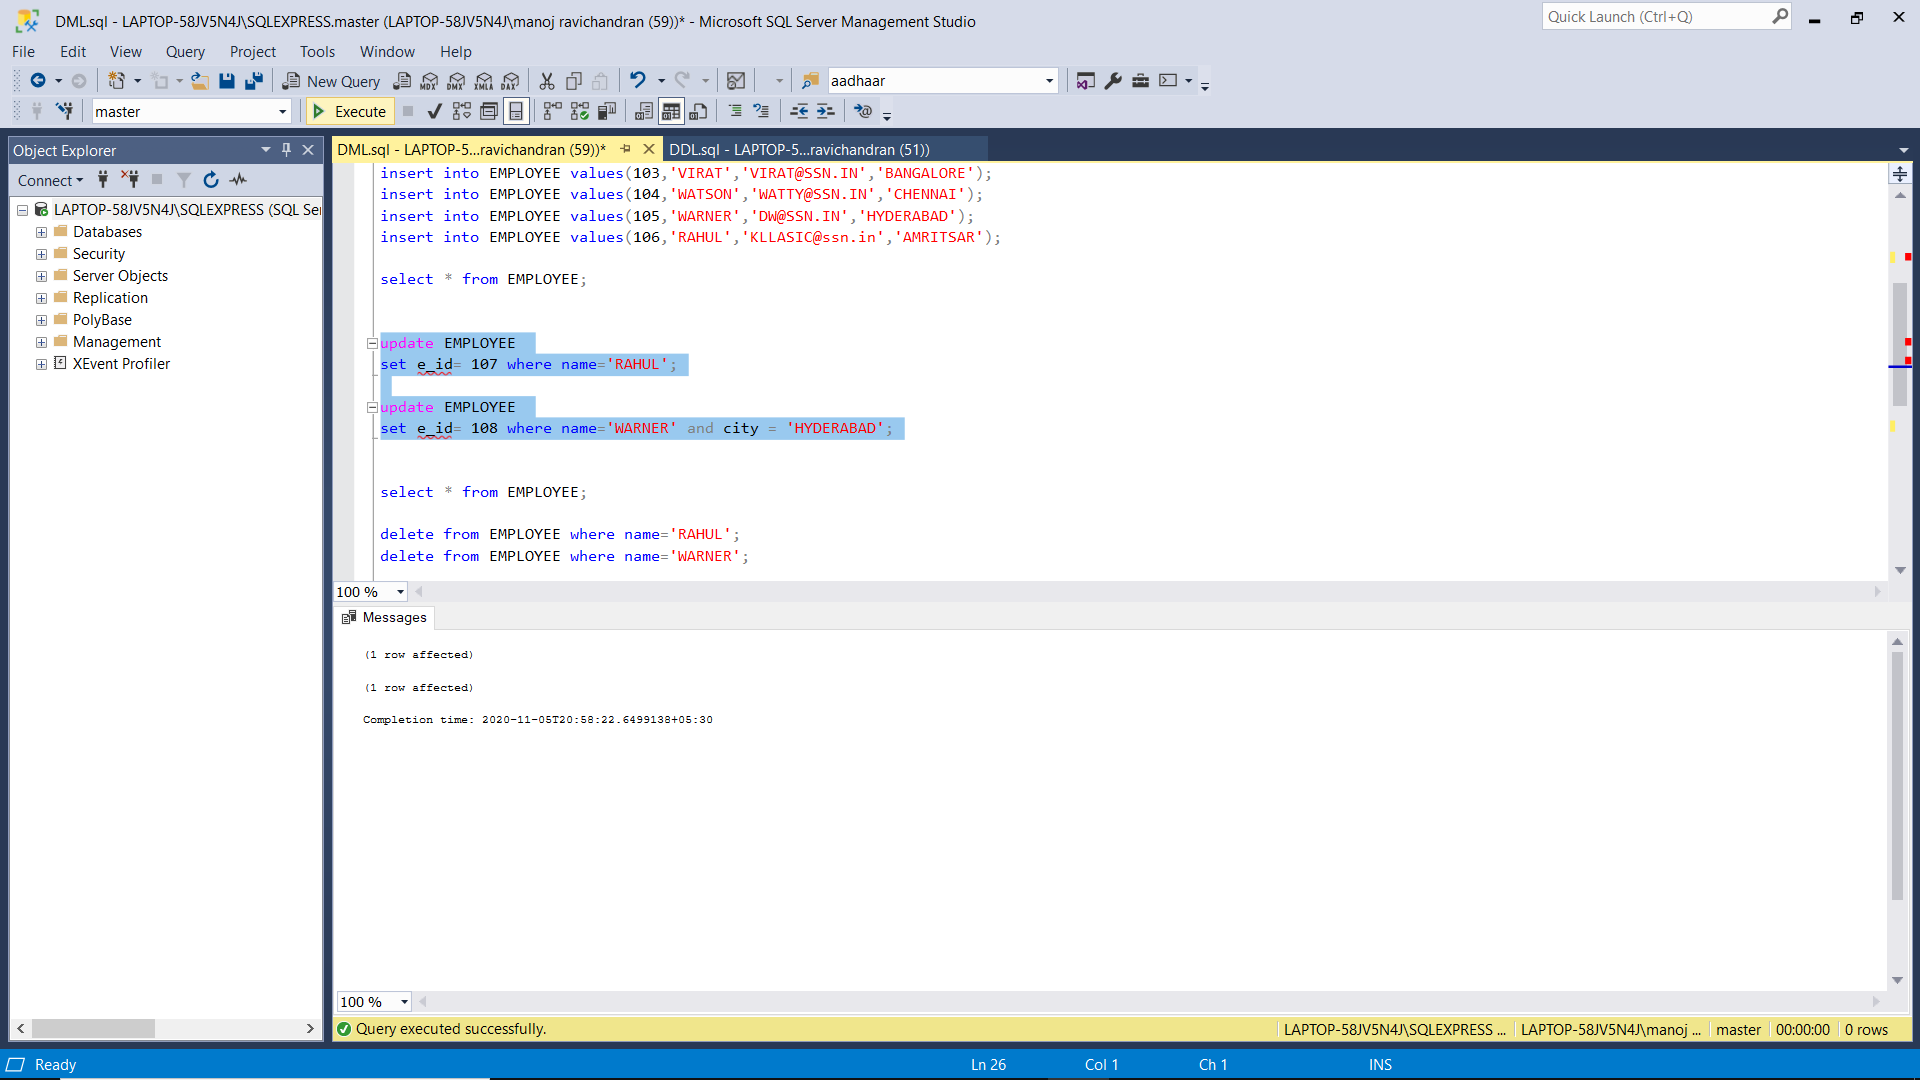 DML.sql - LAPTOP-58JV5N4J\SQLEXPRESS.master (LAPTOP-58JV5N4J\manoj ravichandran (59))* - Microsoft SQL Server Management Studio
Quick Launch (Ctrl+Q)
File Edit View Query Project Tools Window Help
New Query MDX DMX XMLA DAX aadhaar
master Execute
Object Explorer
DML.sql - LAPTOP-5...ravichandran (59))* DDL.sql - LAPTOP-5...ravichandran (51))
Connect
LAPTOP-58JV5N4J\SQLEXPRESS (SQL Se
Databases
Security
Server Objects
Replication
PolyBase
Management
XEvent Profiler
insert into EMPLOYEE values(103,'VIRAT','VIRAT@SSN.IN','BANGALORE');
insert into EMPLOYEE values(104,'WATSON','WATTY@SSN.IN','CHENNAI');
insert into EMPLOYEE values(105,'WARNER','DW@SSN.IN','HYDERABAD');
insert into EMPLOYEE values(106,'RAHUL','KLLASIC@ssn.in','AMRITSAR');
select * from EMPLOYEE;
update EMPLOYEE
set e_id= 107 where name='RAHUL';
update EMPLOYEE
set e_id= 108 where name='WARNER' and city = 'HYDERABAD';
select * from EMPLOYEE;
delete from EMPLOYEE where name='RAHUL';
delete from EMPLOYEE where name='WARNER';
100 %
Messages
(1 row affected)
(1 row affected)
Completion time: 2020-11-05T20:58:22.6499138+05:30
100 %
Query executed successfully. LAPTOP-58JV5N4J\SQLEXPRESS ... LAPTOP-58JV5N4J\manoj ... master 00:00:00 0 rows
Ready Ln 26 Col 1 Ch 1 INS